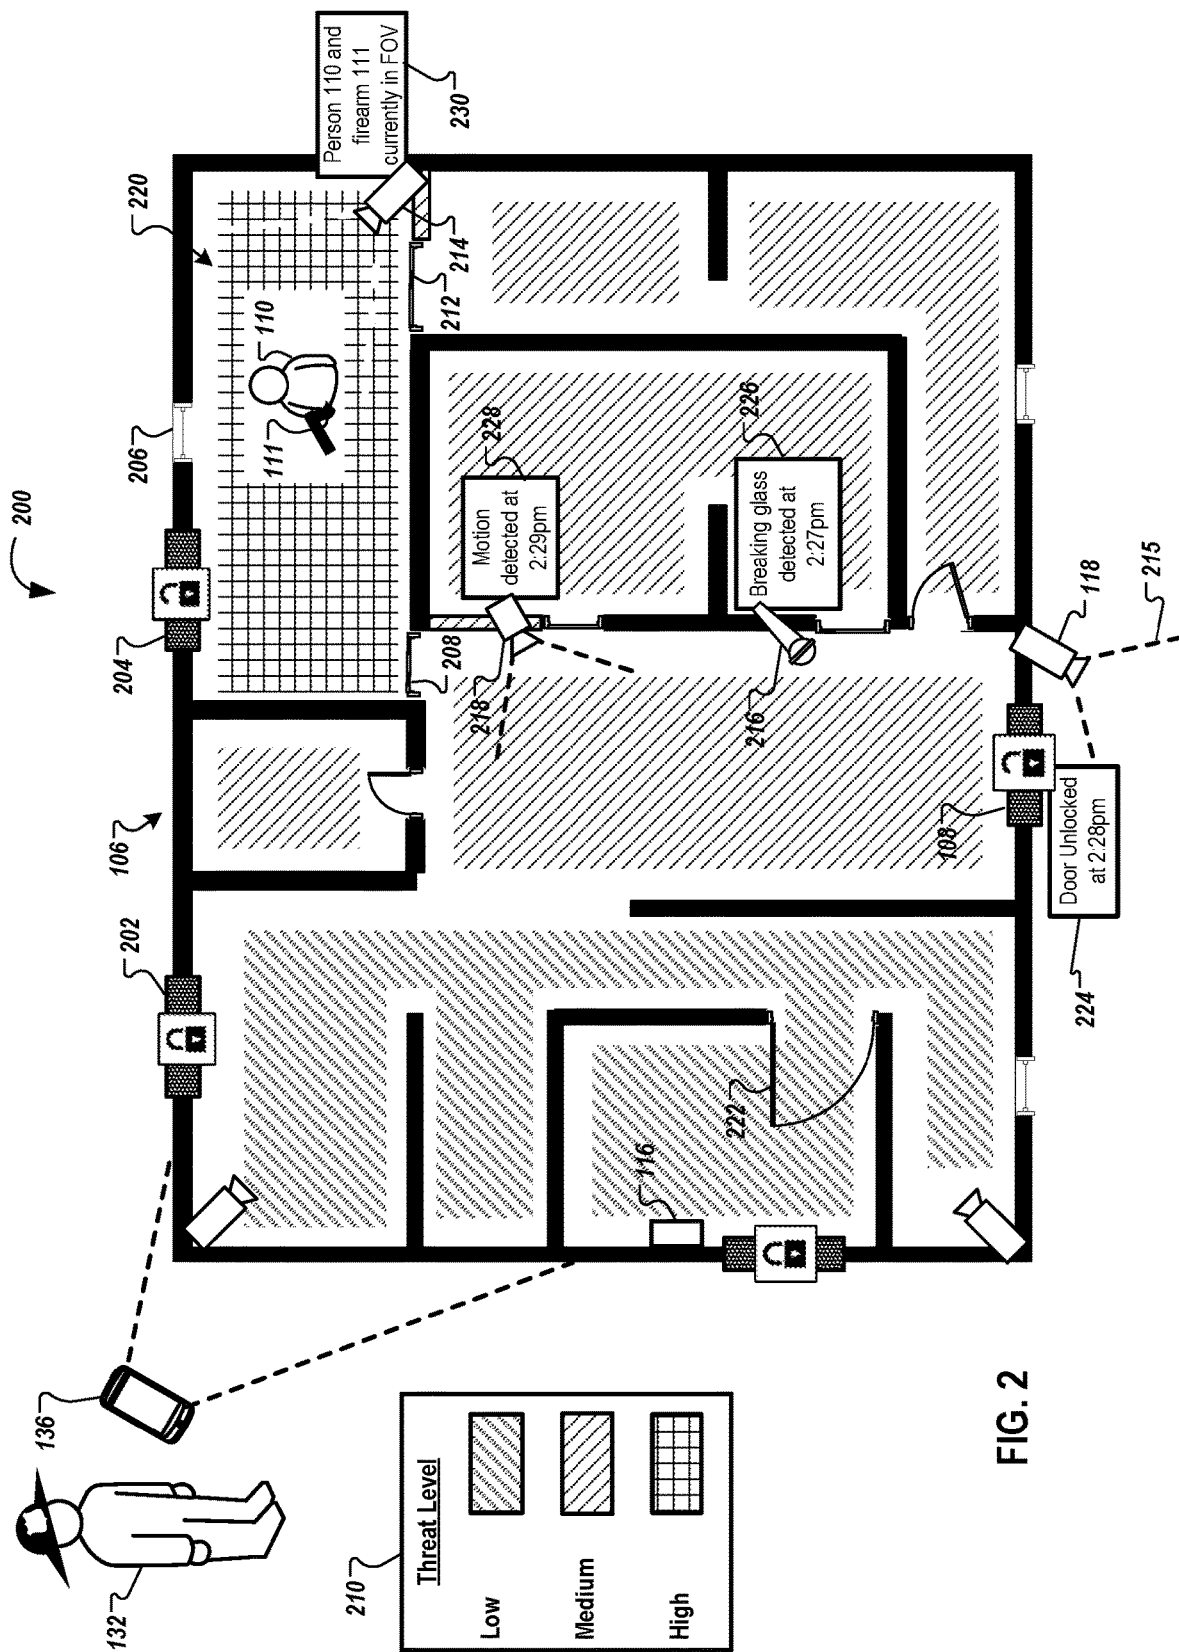 200
132
136
202
106
204
206
220
Person 110 and
firearm 111
currently in FOV
230
110
111
208
212
214
218
Motion
detected at
2:29pm
228
216
Breaking glass
detected at
2:27pm
226
116
222
108
118
215
Door Unlocked
at 2:28pm
224
210
Threat Level
Low
Medium
High
FIG. 2